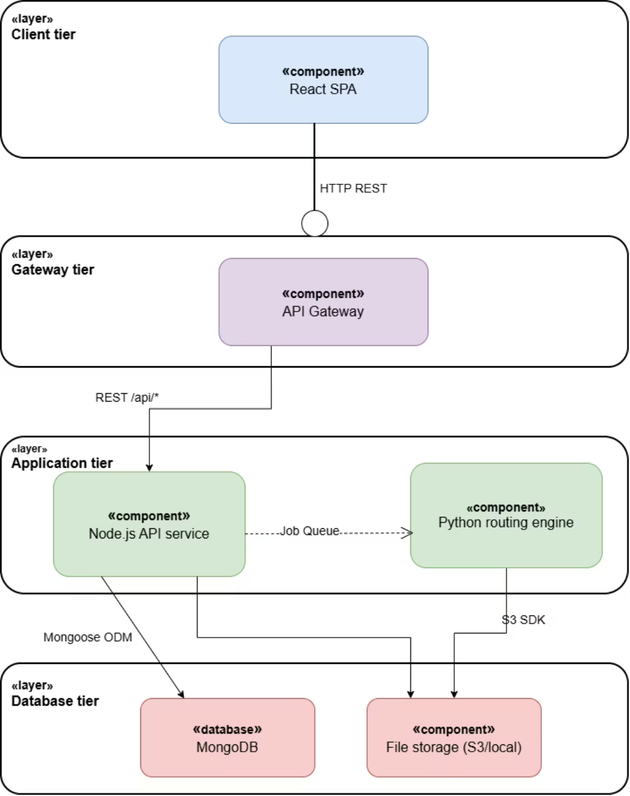 «layer»
Client tier
«component»
React SPA
HTTP REST
«layer»
Gateway tier
«component»
API Gateway
REST /api/*
«layer»
Application tier
«component»
Node.js API service
Job Queue
«component»
Python routing engine
Mongoose ODM
S3 SDK
«layer»
Database tier
«database»
MongoDB
«component»
File storage (S3/local)